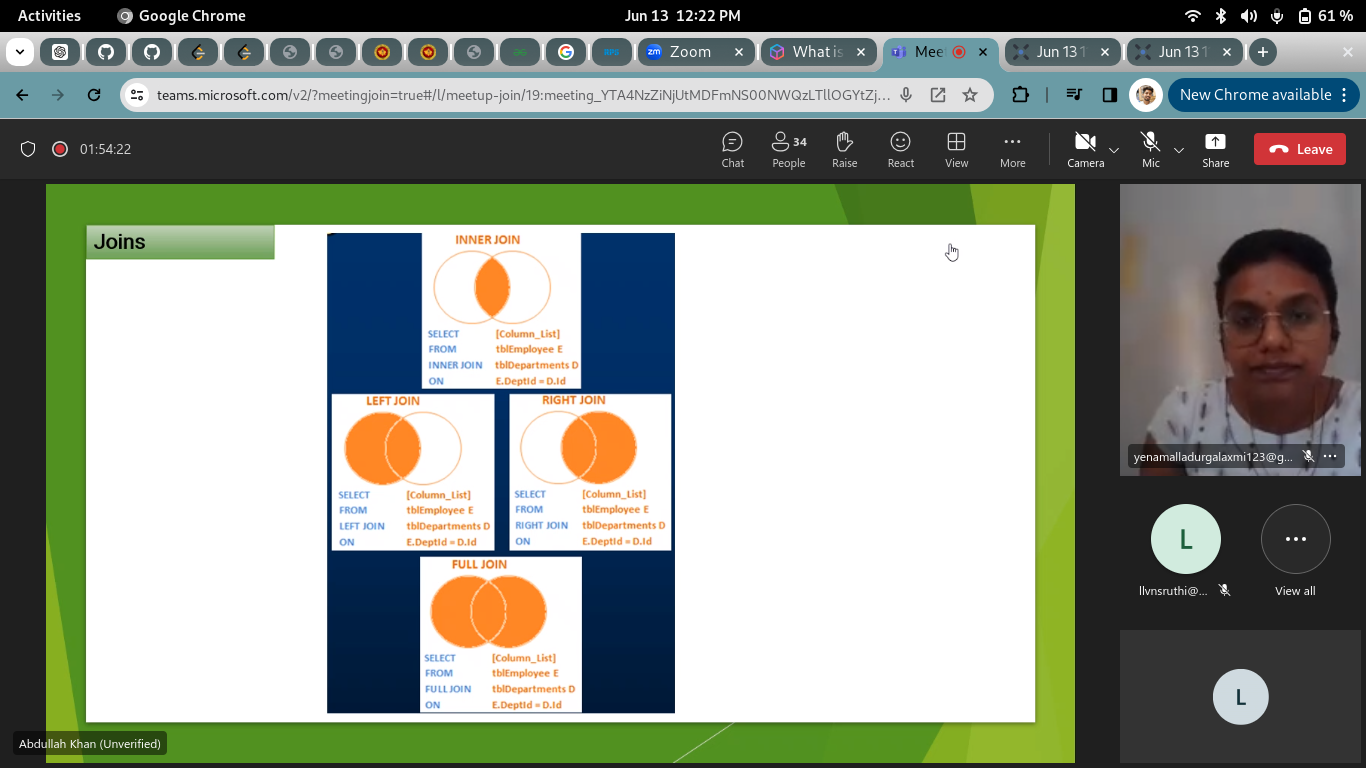 Activities
Google Chrome
Jun 13 12:22 PM
61 %
Zoom
What is
Meet
Jun 13 1
Jun 13 1
teams.microsoft.com/v2/?meetingjoin=true#/l/meetup-join/19:meeting_YTA4NzZiNjUtMDFmNS00NWQzLTllOGYtZj...
New Chrome available
01:54:22
Chat
34
People
Raise
React
View
More
Camera
Mic
Share
Leave
Joins
INNER JOIN
SELECT [Column_List]
FROM tblEmployee E
INNER JOIN tblDepartments D
ON E.DeptId = D.Id
LEFT JOIN
SELECT [Column_List]
FROM tblEmployee E
LEFT JOIN tblDepartments D
ON E.DeptId = D.Id
RIGHT JOIN
SELECT [Column_List]
FROM tblEmployee E
RIGHT JOIN tblDepartments D
ON E.DeptId = D.Id
FULL JOIN
SELECT [Column_List]
FROM tblEmployee E
FULL JOIN tblDepartments D
ON E.DeptId = D.Id
yenamalladurgalaxmi123@g...
L
llvnsruthi@...
View all
L
Abdullah Khan (Unverified)